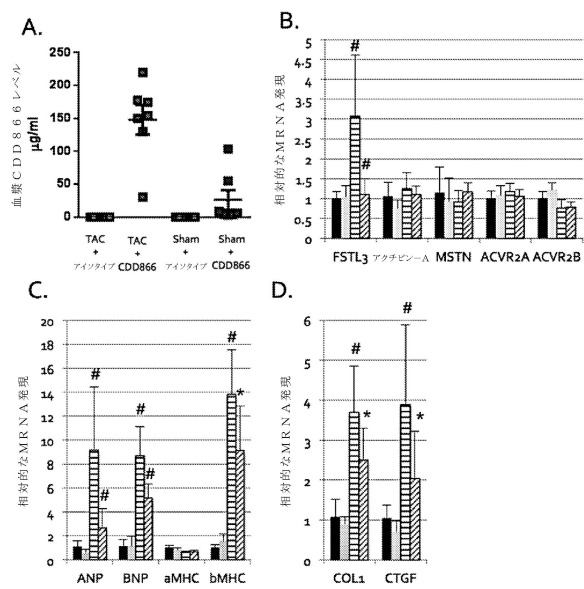 A.
血漿CDD866レベル
μg/ml
250
200
150
100
50
0
TAC
+
アイソタイプ
TAC
+
CDD866
Sham
+
アイソタイプ
Sham
+
CDD866
B.
相対的なMRNA発現
5
4.5
4
3.5
3
2.5
2
1.5
1
0.5
#
#
FSTL3
アクチビン-A
MSTN
ACVR2A
ACVR2B
C.
相対的なMRNA発現
20
18
16
14
12
10
8
6
4
2
0
#
#
#
#
#
*
ANP
BNP
aMHC
bMHC
D.
相対的なMRNA発現
6
5
4
3
2
1
0
#
*
#
*
COL1
CTGF